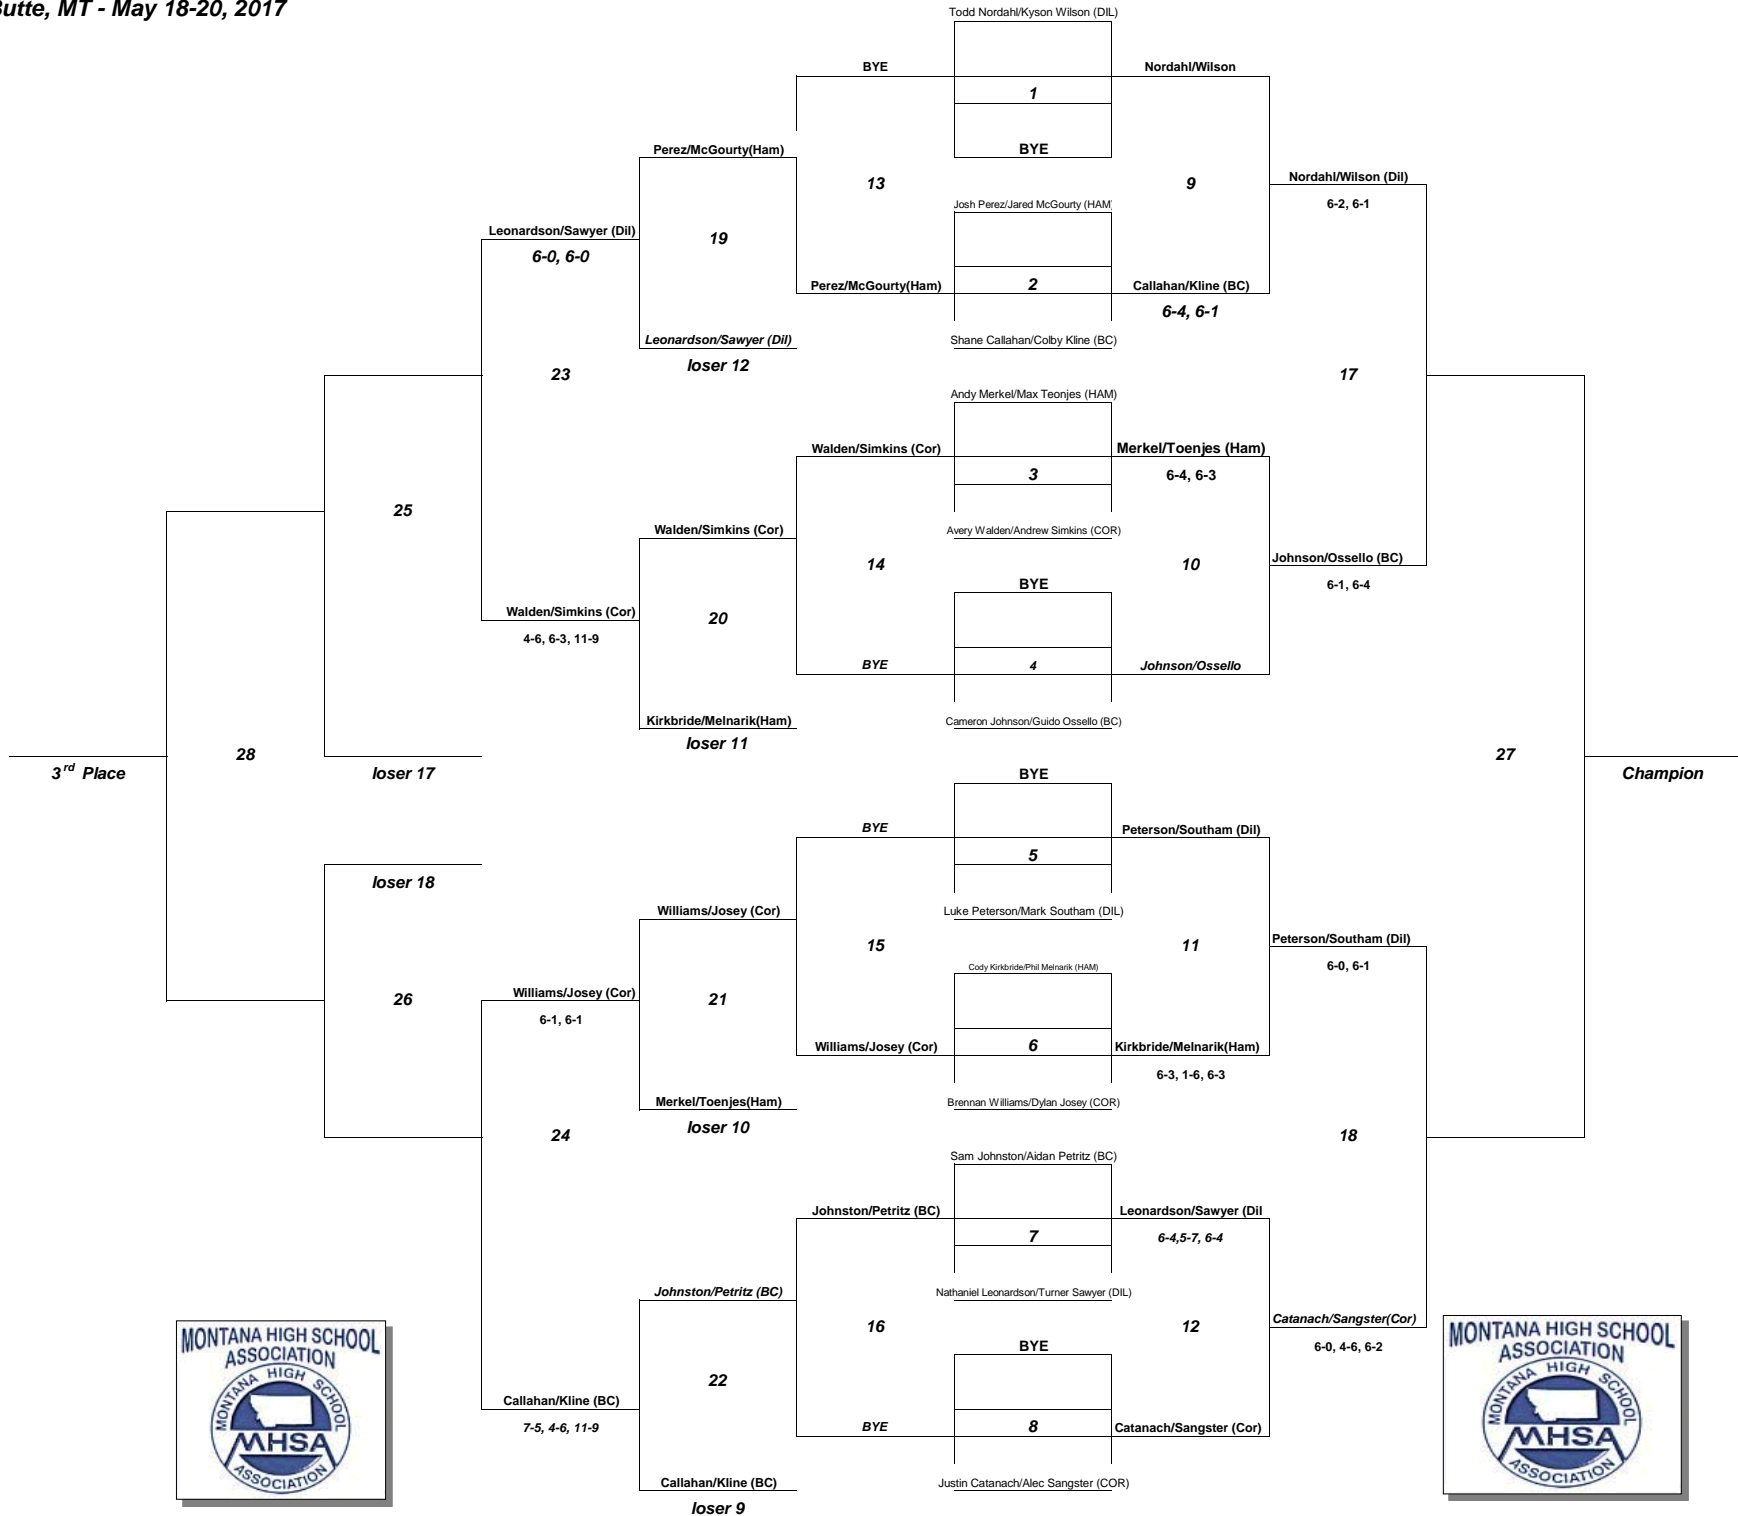 Butte, MT - May 18-20, 2017
Todd Nordahl/Kyson Wilson (DIL)
BYE
Nordahl/Wilson
1
Perez/McGourty(Ham)
BYE
13
9
Nordahl/Wilson (Dil)
6-2, 6-1
Josh Perez/Jared McGourty (HAM
Leonardson/Sawyer (Dil)
6-0, 6-0
19
Perez/McGourty(Ham)
2
Callahan/Kline (BC)
6-4, 6-1
Leonardson/Sawyer (Dil)
loser 12
Shane Callahan/Colby Kline (BC)
23
17
Andy Merkel/Max Teonjes (HAM)
Walden/Simkins (Cor)
Merkel/Toenjes (Ham)
3
6-4, 6-3
25
Walden/Simkins (Cor)
Avery Walden/Andrew Simkins (COR)
14
10
Johnson/Ossello (BC)
6-1, 6-4
BYE
Walden/Simkins (Cor)
4-6, 6-3, 11-9
20
BYE
4
Johnson/Ossello
Kirkbride/Melnarik(Ham)
loser 11
Cameron Johnson/Guido Ossello (BC)
28
27
3rd Place
loser 17
BYE
Champion
BYE
Peterson/Southam (Dil)
5
loser 18
Williams/Josey (Cor)
Luke Peterson/Mark Southam (DIL)
15
11
Peterson/Southam (Dil)
6-0, 6-1
Cody Kirkbride/Phil Melnarik (HAM)
26
Williams/Josey (Cor)
6-1, 6-1
21
Williams/Josey (Cor)
6
Kirkbride/Melnarik(Ham)
6-3, 1-6, 6-3
Merkel/Toenjes(Ham)
loser 10
Brennan Williams/Dylan Josey (COR)
24
18
Sam Johnston/Aidan Petritz (BC)
Johnston/Petritz (BC)
Leonardson/Sawyer (Dil
7
6-4,5-7, 6-4
Johnston/Petritz (BC)
Nathaniel Leonardson/Turner Sawyer (DIL)
16
12
Catanach/Sangster(Cor)
6-0, 4-6, 6-2
BYE
22
Callahan/Kline (BC)
7-5, 4-6, 11-9
BYE
8
Catanach/Sangster (Cor)
Callahan/Kline (BC)
loser 9
Justin Catanach/Alec Sangster (COR)
MONTANA HIGH SCHOOL
ASSOCIATION
MONTANA HIGH SCHOOL
MHSA
ASSOCIATION
MONTANA HIGH SCHOOL
ASSOCIATION
MONTANA HIGH SCHOOL
MHSA
ASSOCIATION